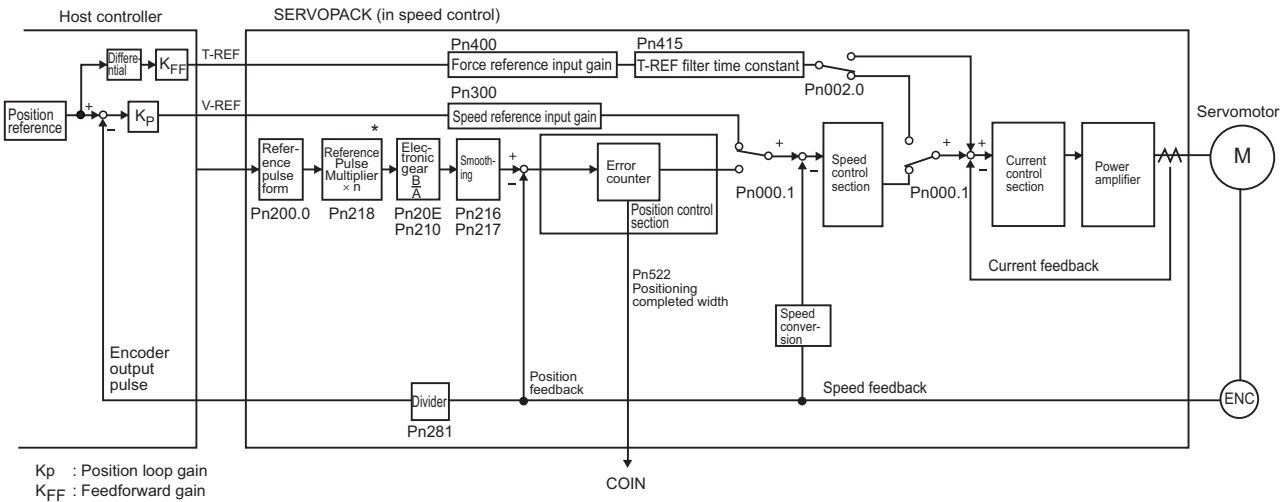 Host controller
SERVOPACK (in speed control)
Differe-
ntial
KFF
T-REF
Pn400
Force reference input gain
Pn415
T-REF filter time constant
Pn002.0
Position
reference
+
−
KP
V-REF
Pn300
Speed reference input gain
Servomotor
M
Refer-
ence
pulse
form
Pn200.0
*
Reference
Pulse
Multiplier
× n
Pn218
Elec-
tronic
gear
B
A
Pn20E
Pn210
Smooth-
ing
Pn216
Pn217
+
−
Error
counter
Position control
section
Pn000.1
+
−
Speed
control
section
Pn000.1
+
+
+
−
Current
control
section
Power
amplifier
Current feedback
Pn522
Positioning
completed width
Speed
conver-
sion
Encoder
output
pulse
Divider
Pn281
Position
feedback
Speed feedback
ENC
COIN
Kp : Position loop gain
KFF : Feedforward gain